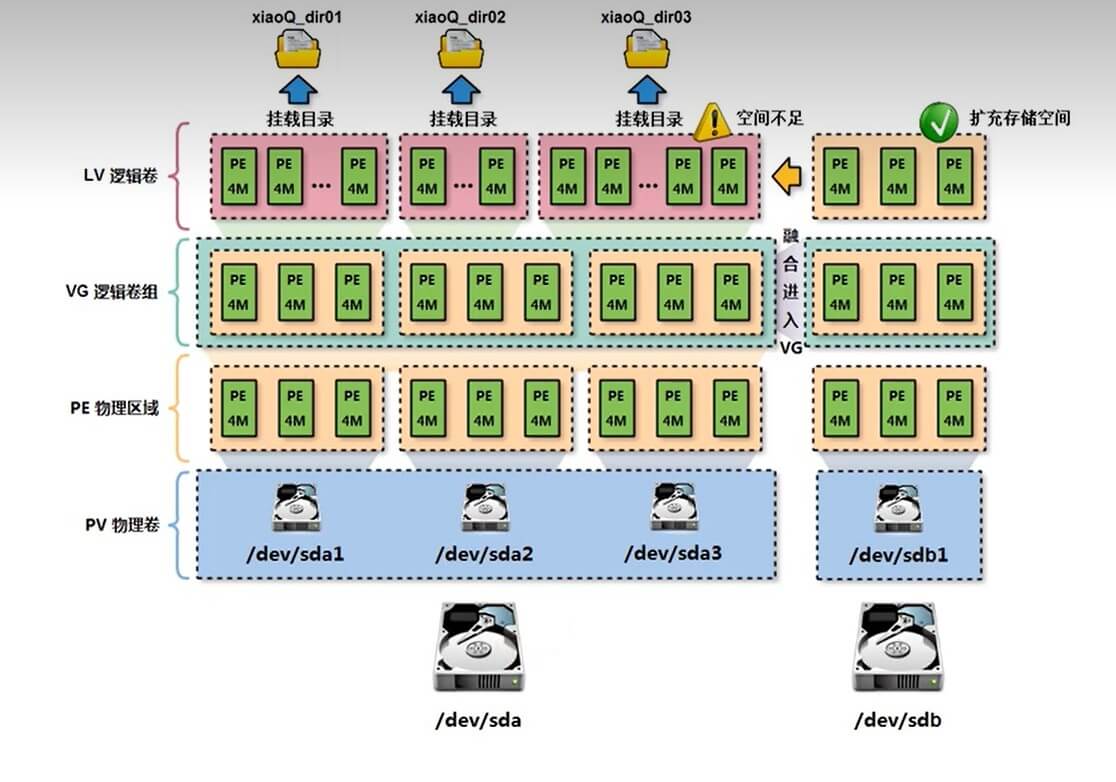 xiaoQ_dir01 xiaoQ_dir02 xiaoQ_dir03
挂载目录 挂载目录 挂载目录 空间不足 扩充存储空间
LV 逻辑卷
PE PE PE PE PE PE PE PE PE PE PE PE
4M 4M ... 4M 4M ... 4M 4M 4M ... 4M 4M 4M 4M 4M
VG 逻辑卷组
PE PE PE PE PE PE PE PE PE PE PE PE
4M 4M 4M 4M 4M 4M 4M 4M 4M 4M 4M 4M
融
合
进
入
VG
PE 物理区域
PE PE PE PE PE PE PE PE PE PE PE PE
4M 4M 4M 4M 4M 4M 4M 4M 4M 4M 4M 4M
PV 物理卷
/dev/sda1 /dev/sda2 /dev/sda3 /dev/sdb1
/dev/sda /dev/sdb